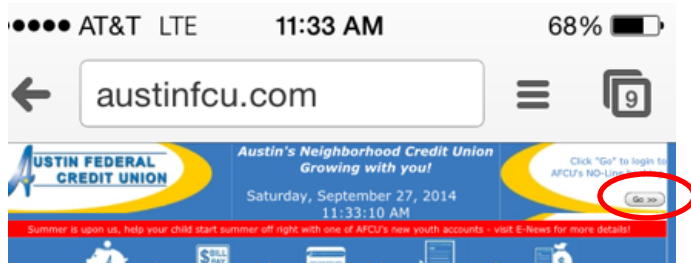 AT&T LTE 11:33 AM 68%
austinfcu.com
9
AUSTIN FEDERAL
CREDIT UNION
Austin's Neighborhood Credit Union
Growing with you!
Saturday, September 27, 2014
11:33:10 AM
Click "Go" to login to
AFCU's NO-Line
Go >>
Summer is upon us, help your child start summer off right with one of AFCU's new youth accounts - visit E-News for more details!
$BILL
PAY